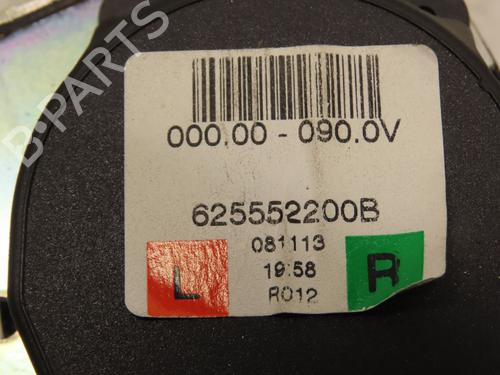 B-PARTS
000.00 - 090.0V
625552200B
081113
19:58
L
R
R012